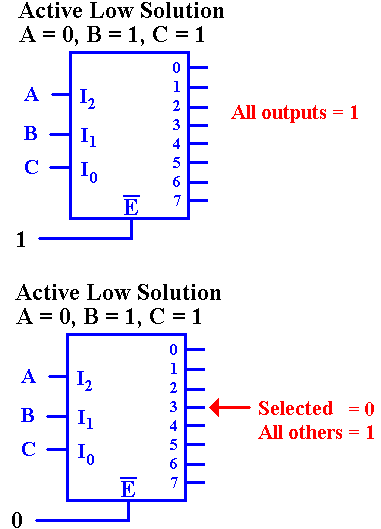 Active Low Solution
A = 0, B = 1, C = 1
0
1
A I2 2
All outputs = 1
3
B I1 4
5
C I0 6
7
E̅
1
Active Low Solution
A = 0, B = 1, C = 1
0
1
A I2 2
3 Selected = 0
B I1 4 All others = 1
5
C I0 6
7
E̅
0